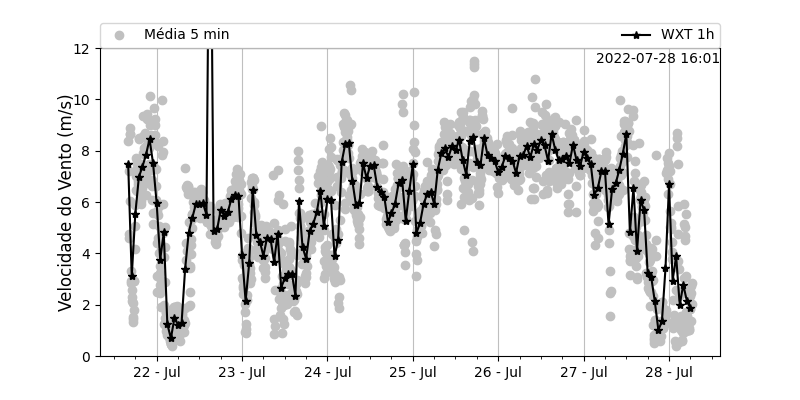 Média 5 min
WXT 1h
2022-07-28 16:01
Velocidade do Vento (m/s)
12
10
8
6
4
2
0
22 - Jul
23 - Jul
24 - Jul
25 - Jul
26 - Jul
27 - Jul
28 - Jul